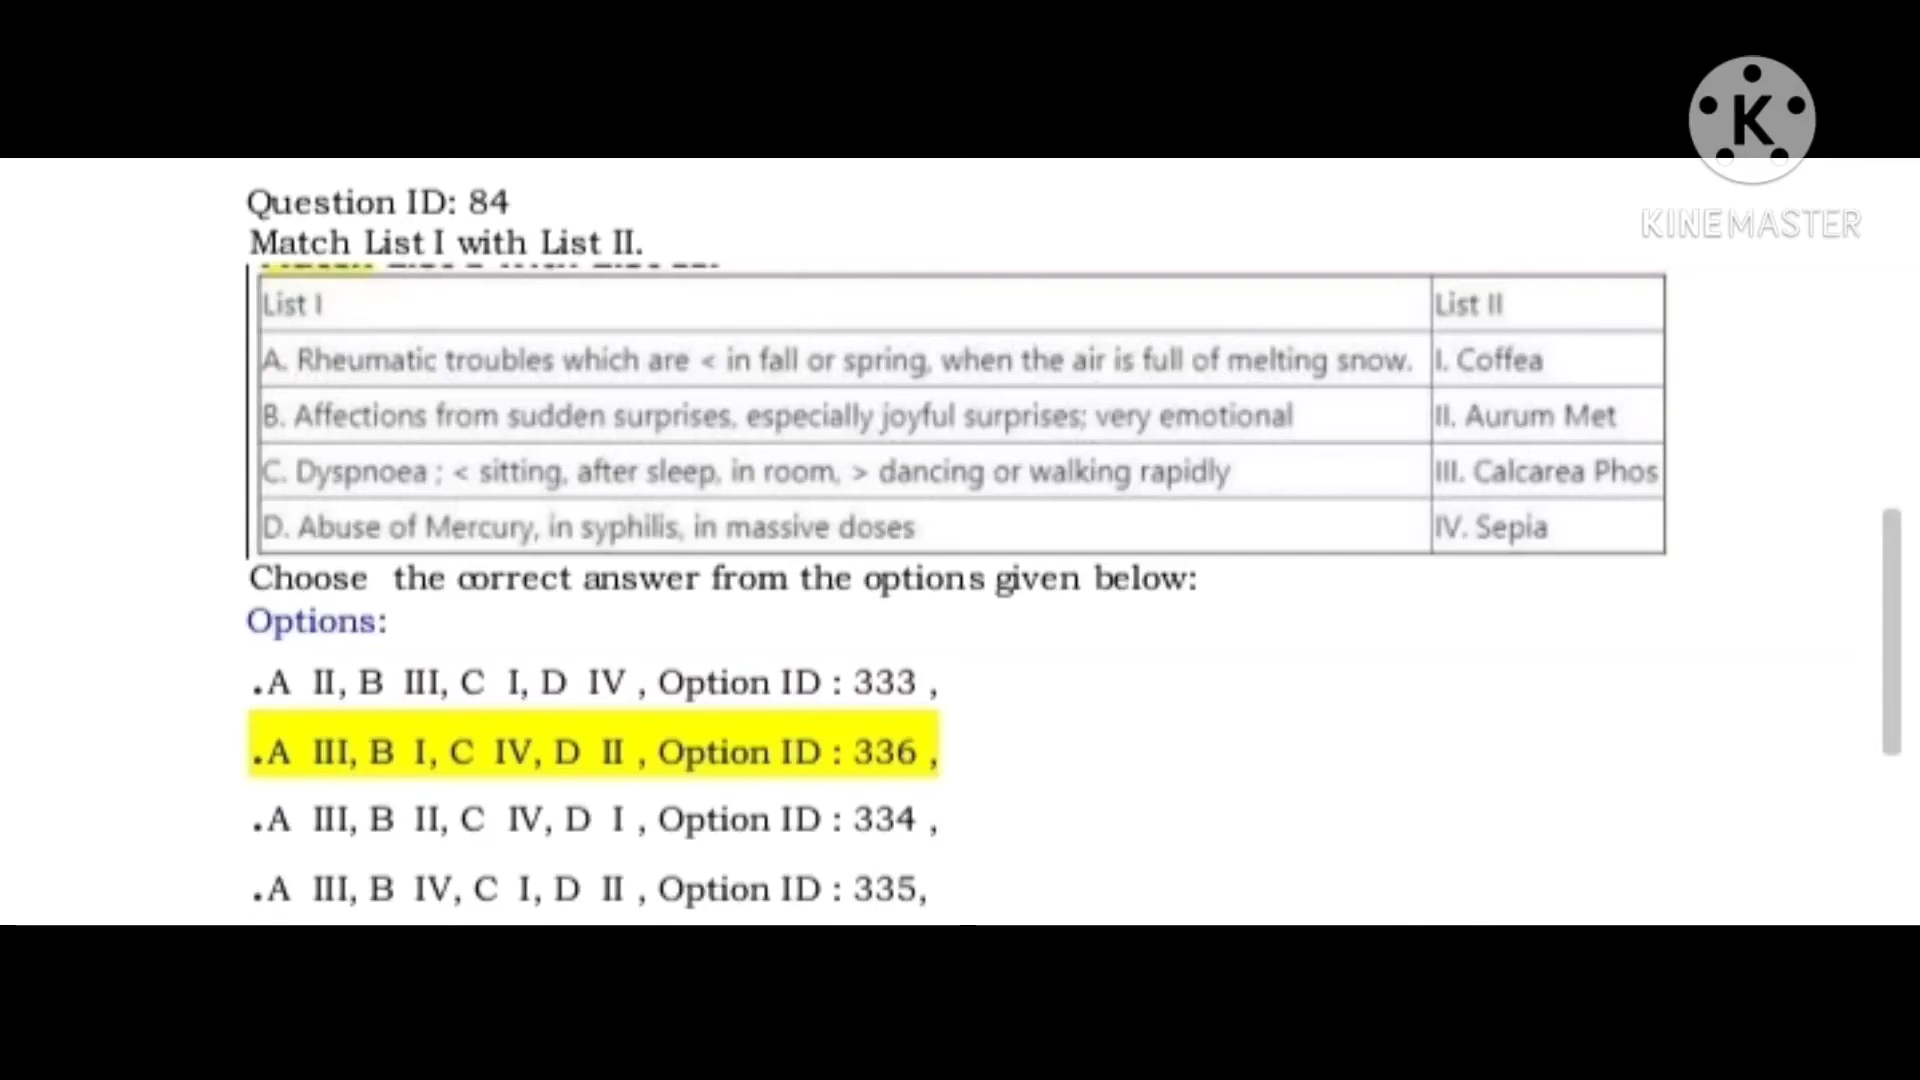 K
KINEMASTER
Question ID: 84
Match List I with List II.
List I List II
A. Rheumatic troubles which are < in fall or spring, when the air is full of melting snow. I. Coffea
B. Affections from sudden surprises, especially joyful surprises; very emotional II. Aurum Met
C. Dyspnoea ; < sitting, after sleep, in room, > dancing or walking rapidly III. Calcarea Phos
D. Abuse of Mercury, in syphilis, in massive doses IV. Sepia
Choose the correct answer from the options given below:
Options:
.A II, B III, C I, D IV , Option ID : 333 ,
.A III, B I, C IV, D II , Option ID : 336 ,
.A III, B II, C IV, D I , Option ID : 334 ,
.A III, B IV, C I, D II , Option ID : 335,